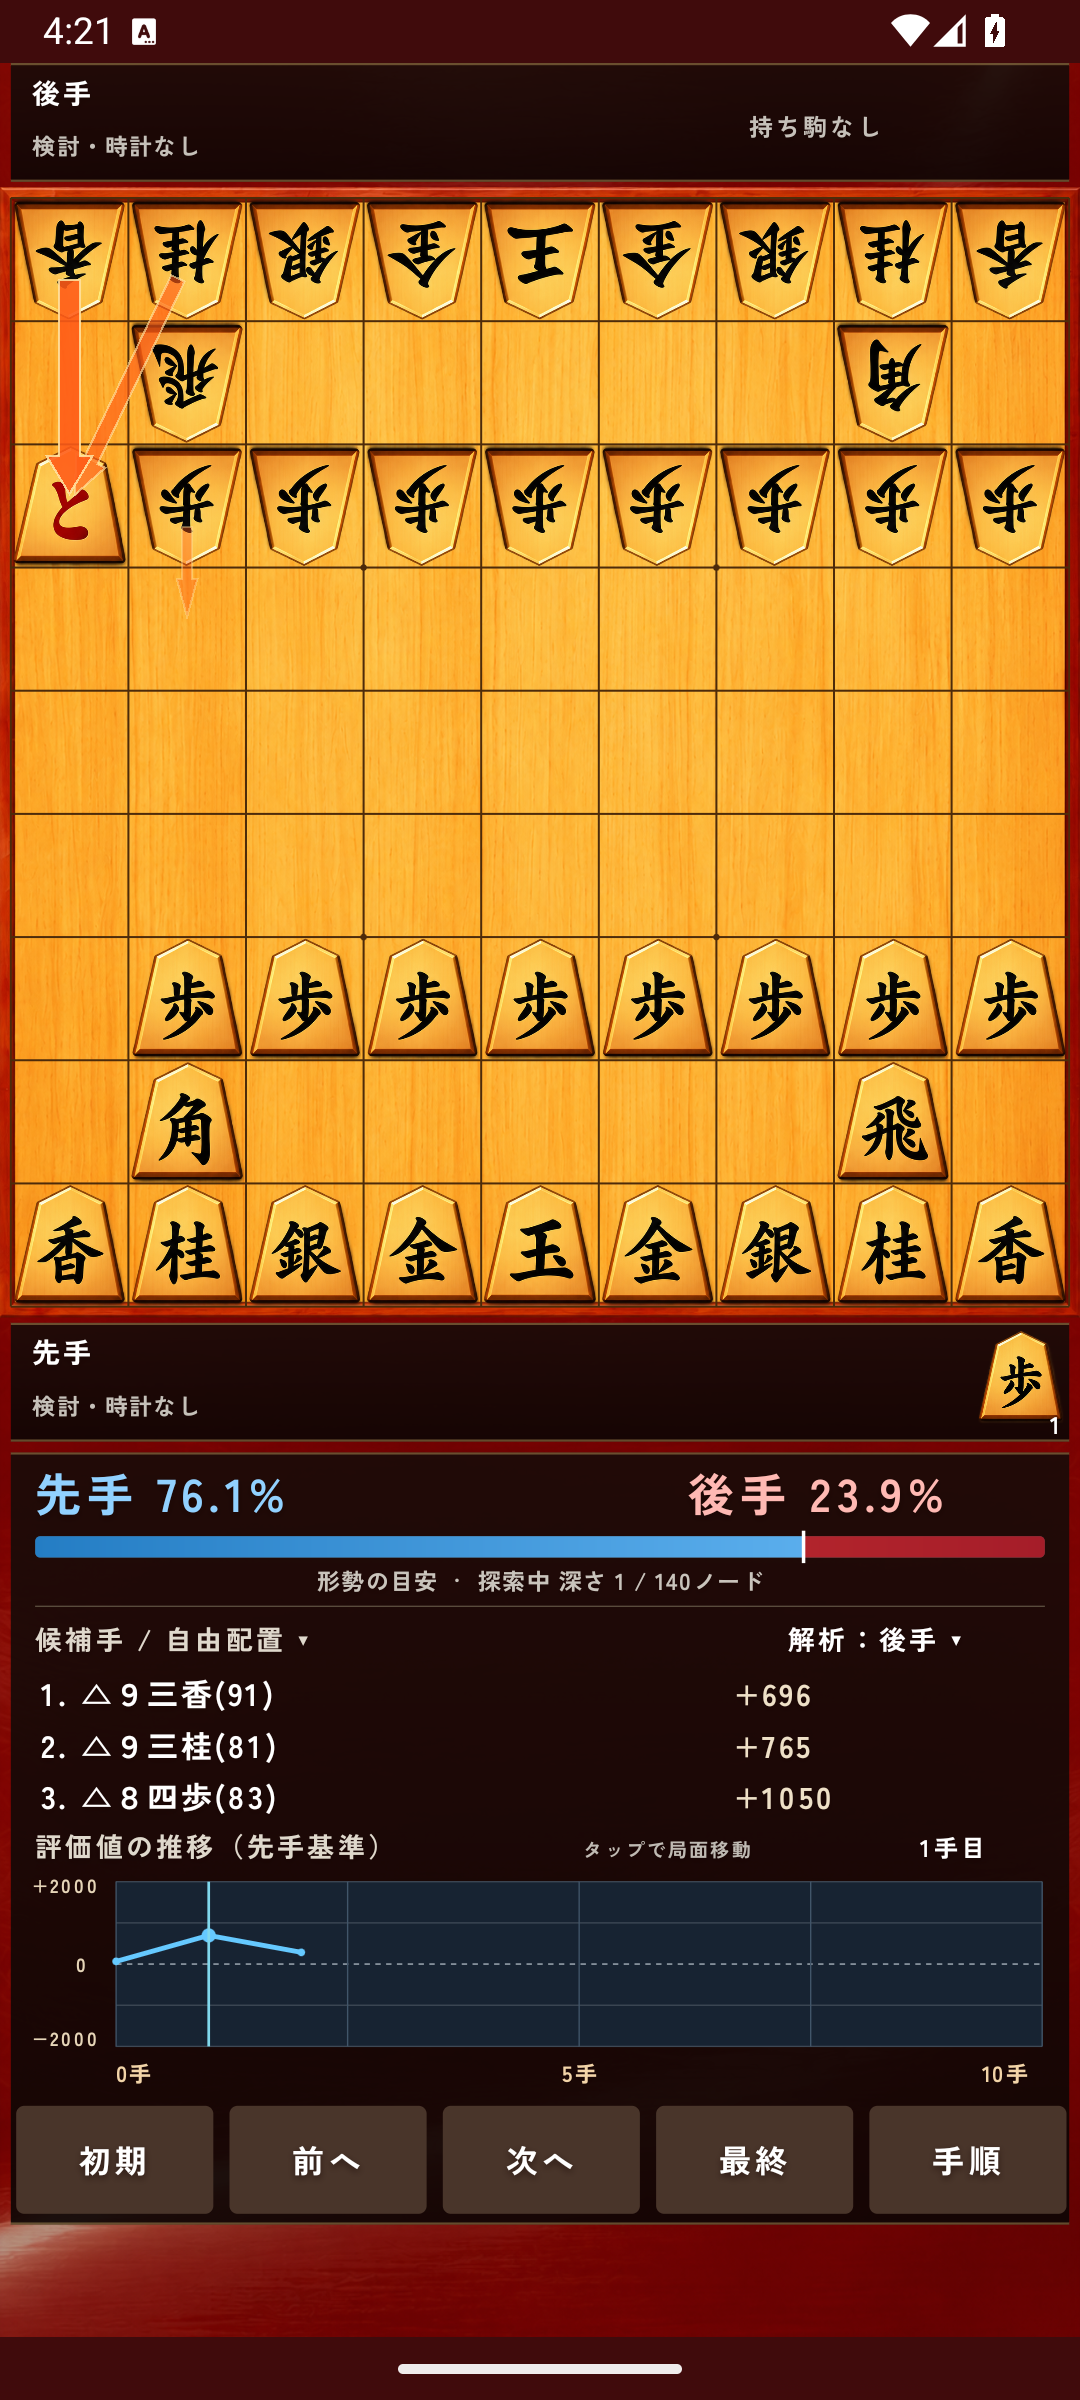 4:21 A
後手
検討・時計なし
持ち駒なし
香桂銀金王金銀桂香
飛角
と歩歩歩歩歩歩歩歩
歩歩歩歩歩歩歩歩
角飛
香桂銀金玉金銀桂香
先手
検討・時計なし
歩
1
先手 76.1% 後手 23.9%
形勢の目安 · 探索中 深さ 1 / 140ノード
候補手 / 自由配置 ▾ 解析：後手 ▾
1. △９三香(91) +696
2. △９三桂(81) +765
3. △８四歩(83) +1050
評価値の推移（先手基準） タップで局面移動 1手目
+2000
0
−2000
0手 5手 10手
初期 前へ 次へ 最終 手順